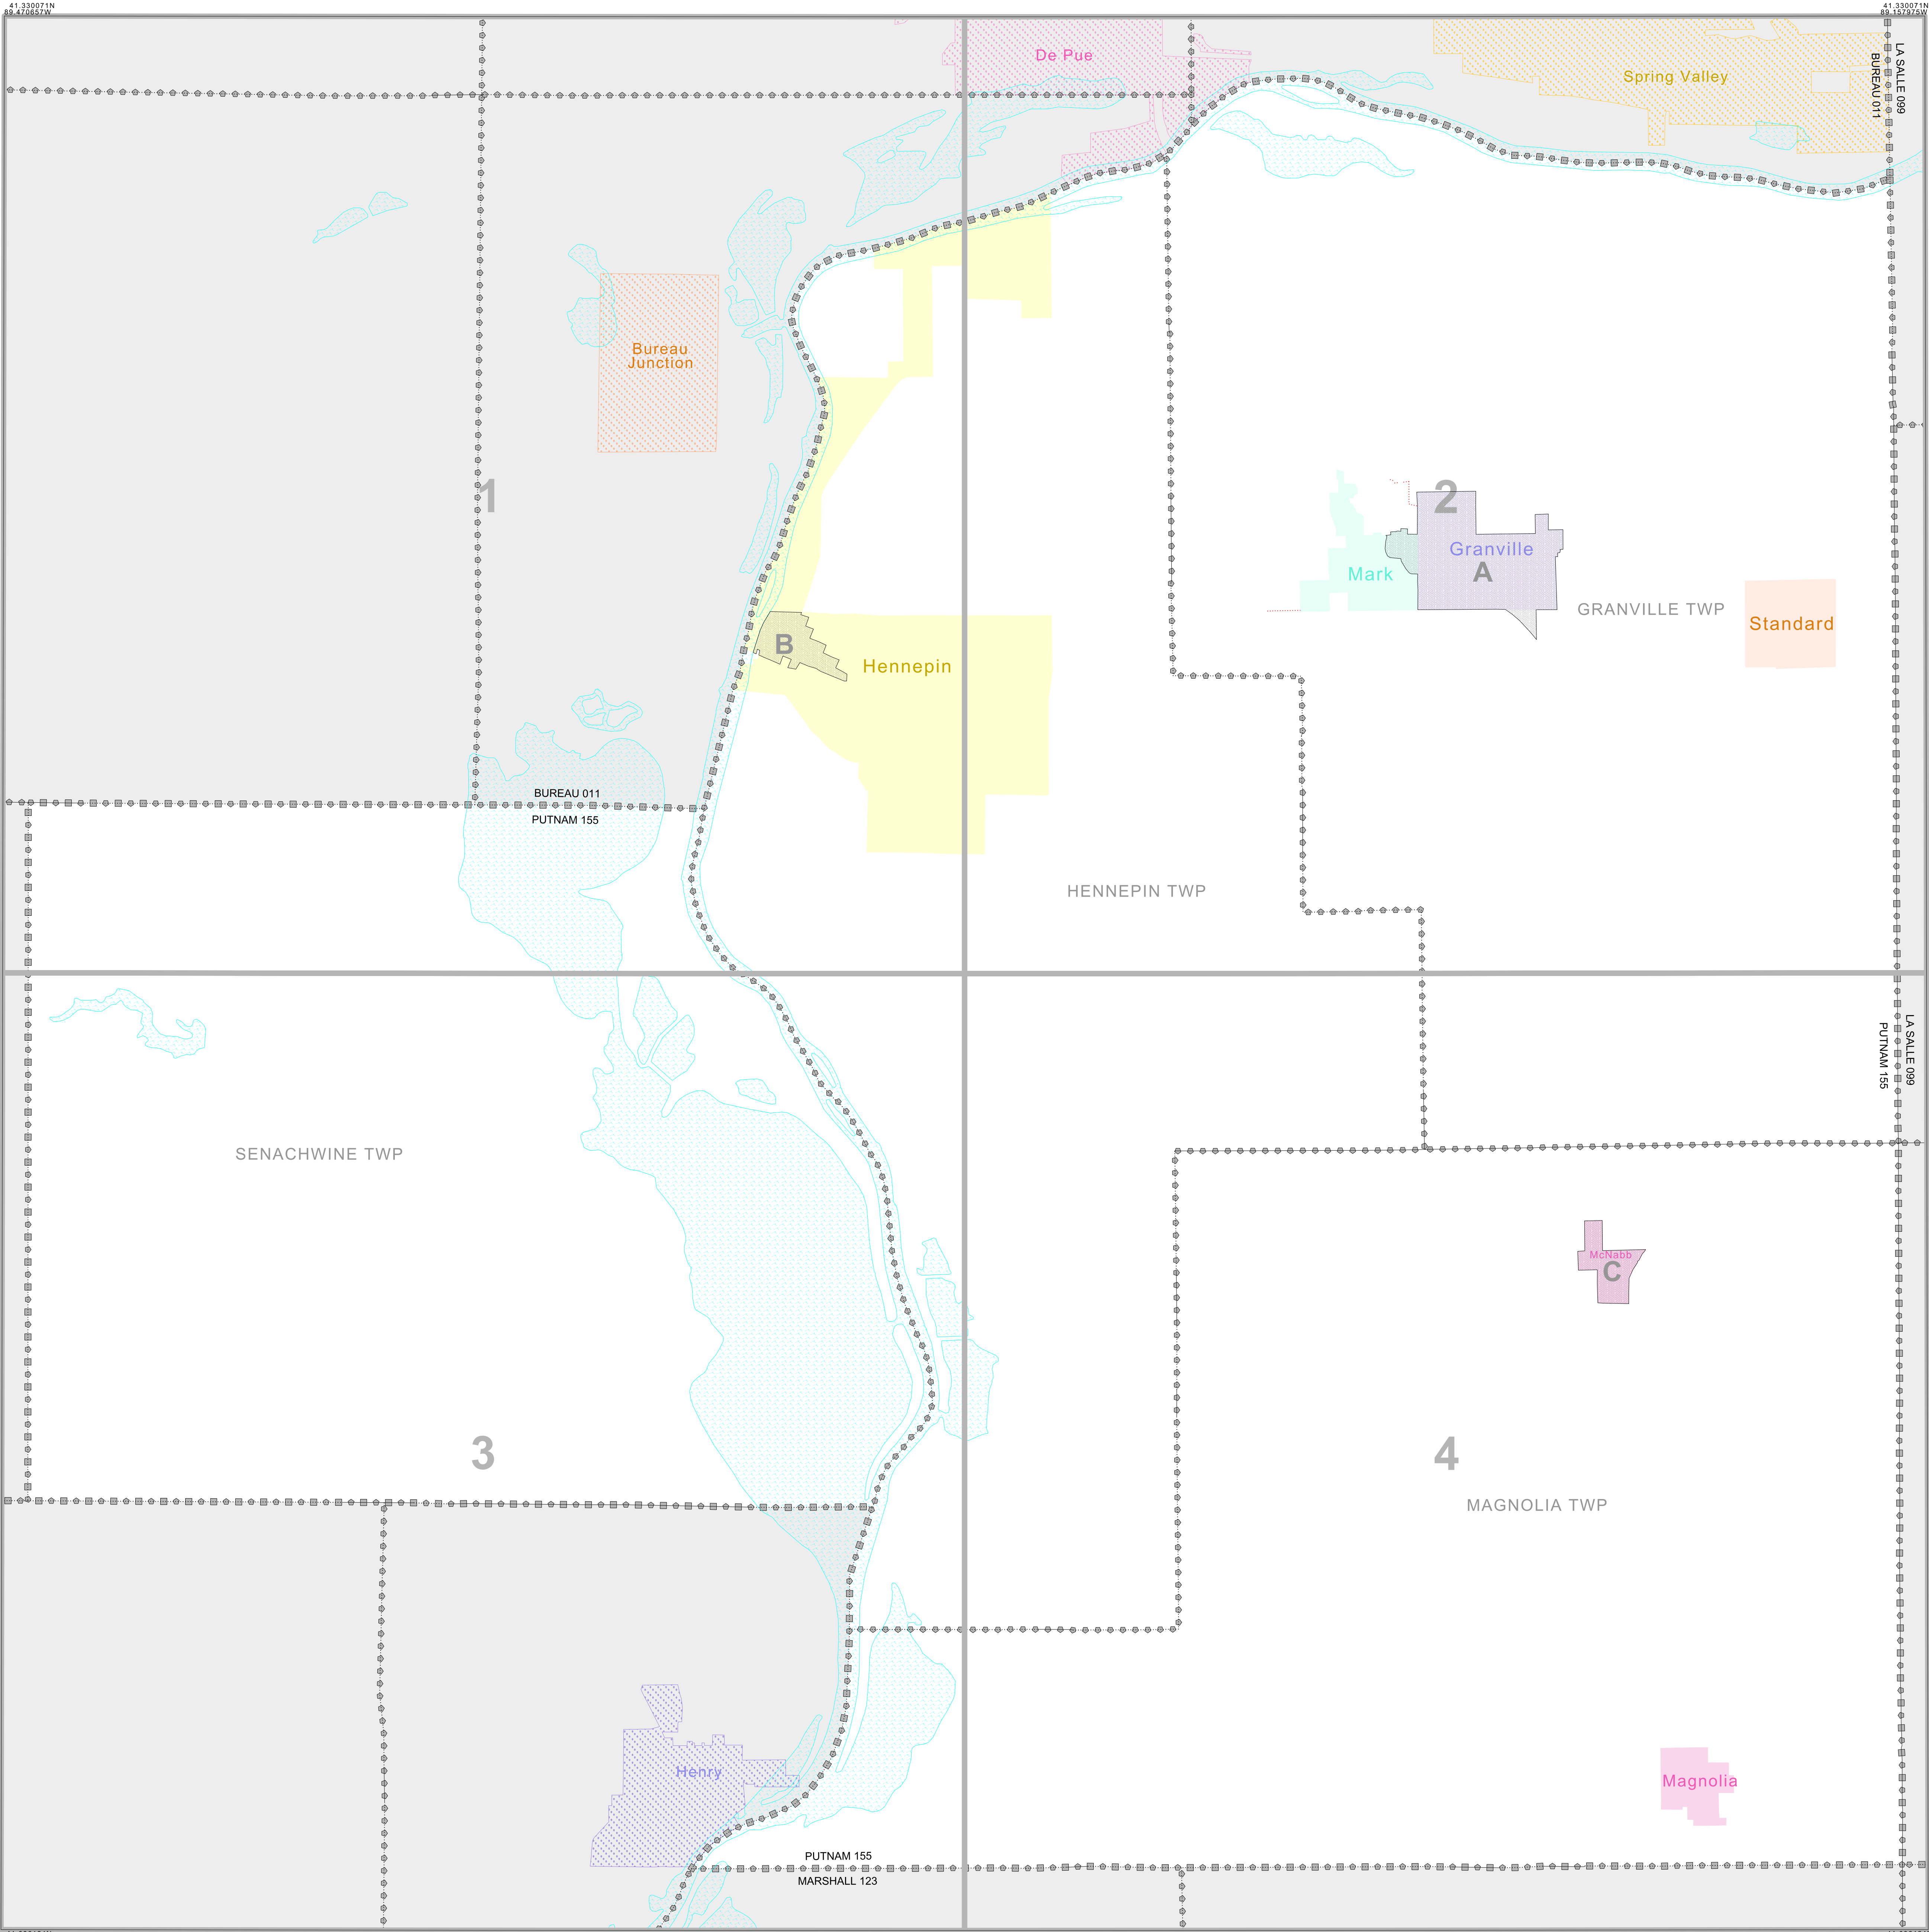 41.330071N
89.470657W
41.330071N
89.157975W
De Pue
Spring Valley
LA SALLE 099
BUREAU 011
Bureau
Junction
1
2
Granville
A
Mark
GRANVILLE TWP
Standard
B
Hennepin
BUREAU 011
PUTNAM 155
HENNEPIN TWP
LA SALLE 099
PUTNAM 155
SENACHWINE TWP
McNabb
C
3
4
MAGNOLIA TWP
Henry
Magnolia
PUTNAM 155
MARSHALL 123